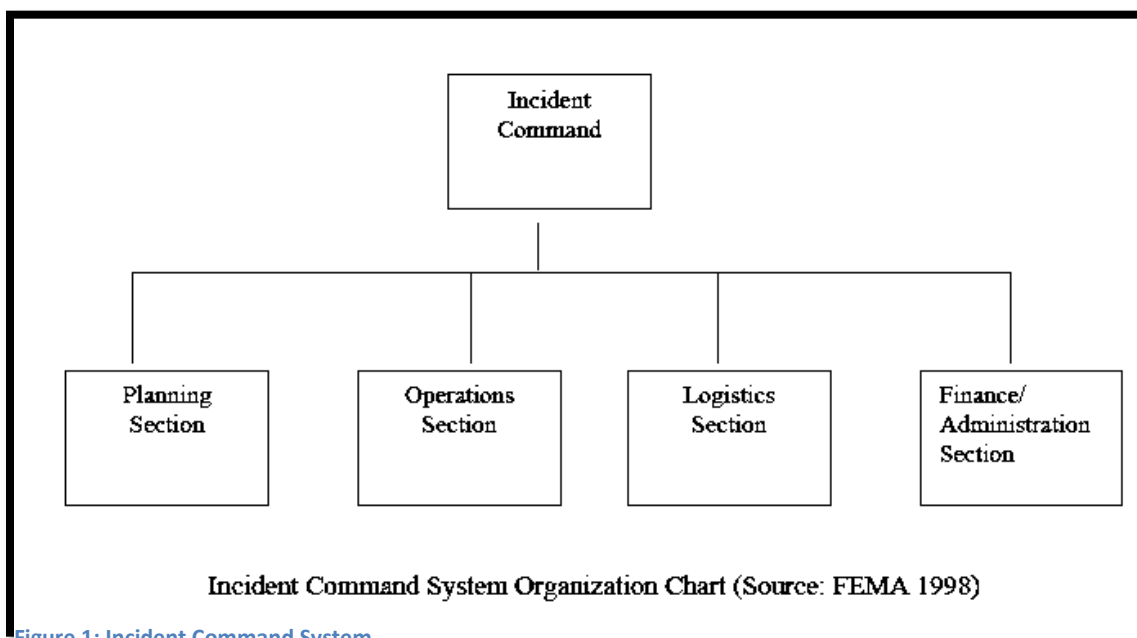 Incident
Command
Planning
Section
Operations
Section
Logistics
Section
Finance/
Administration
Section
Incident Command System Organization Chart (Source: FEMA 1998)
Figure 1: Incident Command System